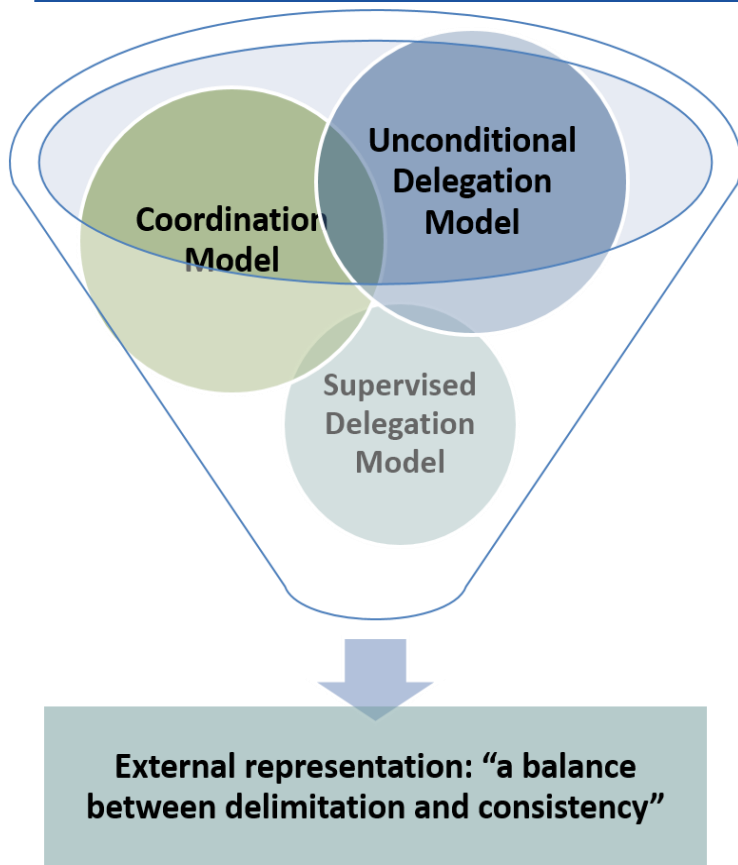 Unconditional
Delegation
Model
Coordination
Model
Supervised
Delegation
Model
External representation: “a balance
between delimitation and consistency”